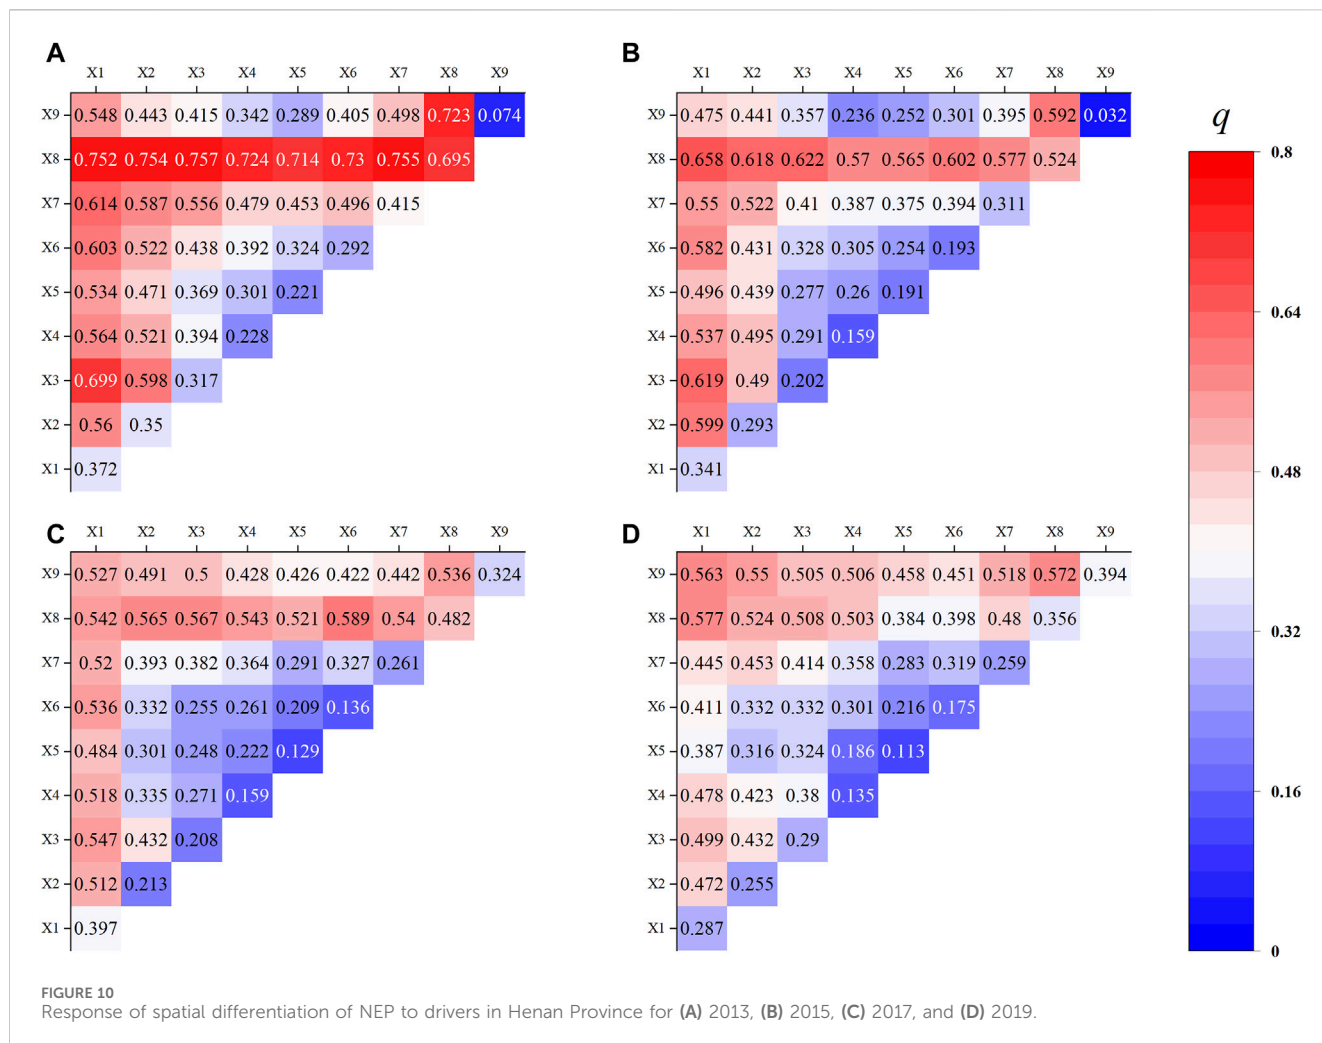 A
X1 X2 X3 X4 X5 X6 X7 X8 X9
X9 0.548 0.443 0.415 0.342 0.289 0.405 0.498 0.723 0.074
X8 0.752 0.754 0.757 0.724 0.714 0.73 0.755 0.695
X7 0.614 0.587 0.556 0.479 0.453 0.496 0.415
X6 0.603 0.522 0.438 0.392 0.324 0.292
X5 0.534 0.471 0.369 0.301 0.221
X4 0.564 0.521 0.394 0.228
X3 0.699 0.598 0.317
X2 0.56 0.35
X1 0.372
B
X1 X2 X3 X4 X5 X6 X7 X8 X9
X9 0.475 0.441 0.357 0.236 0.252 0.301 0.395 0.592 0.032
X8 0.658 0.618 0.622 0.57 0.565 0.602 0.577 0.524
X7 0.55 0.522 0.41 0.387 0.375 0.394 0.311
X6 0.582 0.431 0.328 0.305 0.254 0.193
X5 0.496 0.439 0.277 0.26 0.191
X4 0.537 0.495 0.291 0.159
X3 0.619 0.49 0.202
X2 0.599 0.293
X1 0.341
C
X1 X2 X3 X4 X5 X6 X7 X8 X9
X9 0.527 0.491 0.5 0.428 0.426 0.422 0.442 0.536 0.324
X8 0.542 0.565 0.567 0.543 0.521 0.589 0.54 0.482
X7 0.52 0.393 0.382 0.364 0.291 0.327 0.261
X6 0.536 0.332 0.255 0.261 0.209 0.136
X5 0.484 0.301 0.248 0.222 0.129
X4 0.518 0.335 0.271 0.159
X3 0.547 0.432 0.208
X2 0.512 0.213
X1 0.397
D
X1 X2 X3 X4 X5 X6 X7 X8 X9
X9 0.563 0.55 0.505 0.506 0.458 0.451 0.518 0.572 0.394
X8 0.577 0.524 0.508 0.503 0.384 0.398 0.48 0.356
X7 0.445 0.453 0.414 0.358 0.283 0.319 0.259
X6 0.411 0.332 0.332 0.301 0.216 0.175
X5 0.387 0.316 0.324 0.186 0.113
X4 0.478 0.423 0.38 0.135
X3 0.499 0.432 0.29
X2 0.472 0.255
X1 0.287
q
0.8
0.64
0.48
0.32
0.16
0
FIGURE 10
Response of spatial differentiation of NEP to drivers in Henan Province for (A) 2013, (B) 2015, (C) 2017, and (D) 2019.